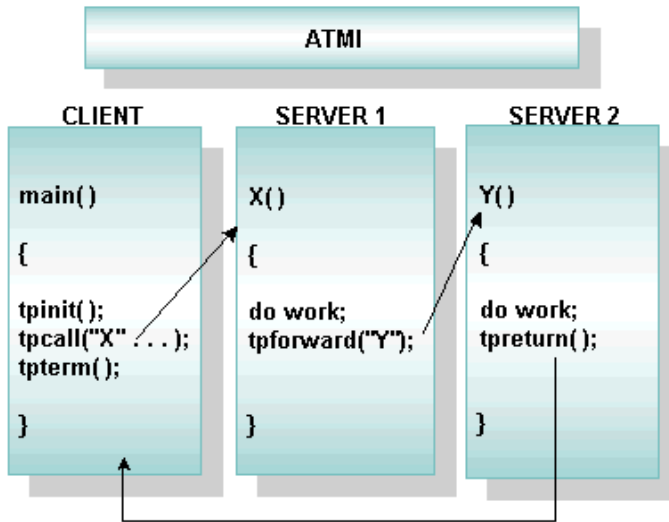 ATMI
CLIENT
main()
{
tpinit();
tpcall("X" . . . );
tpterm();
}
SERVER 1
X()
{
do work;
tpforward("Y");
}
SERVER 2
Y()
{
do work;
tpreturn();
}